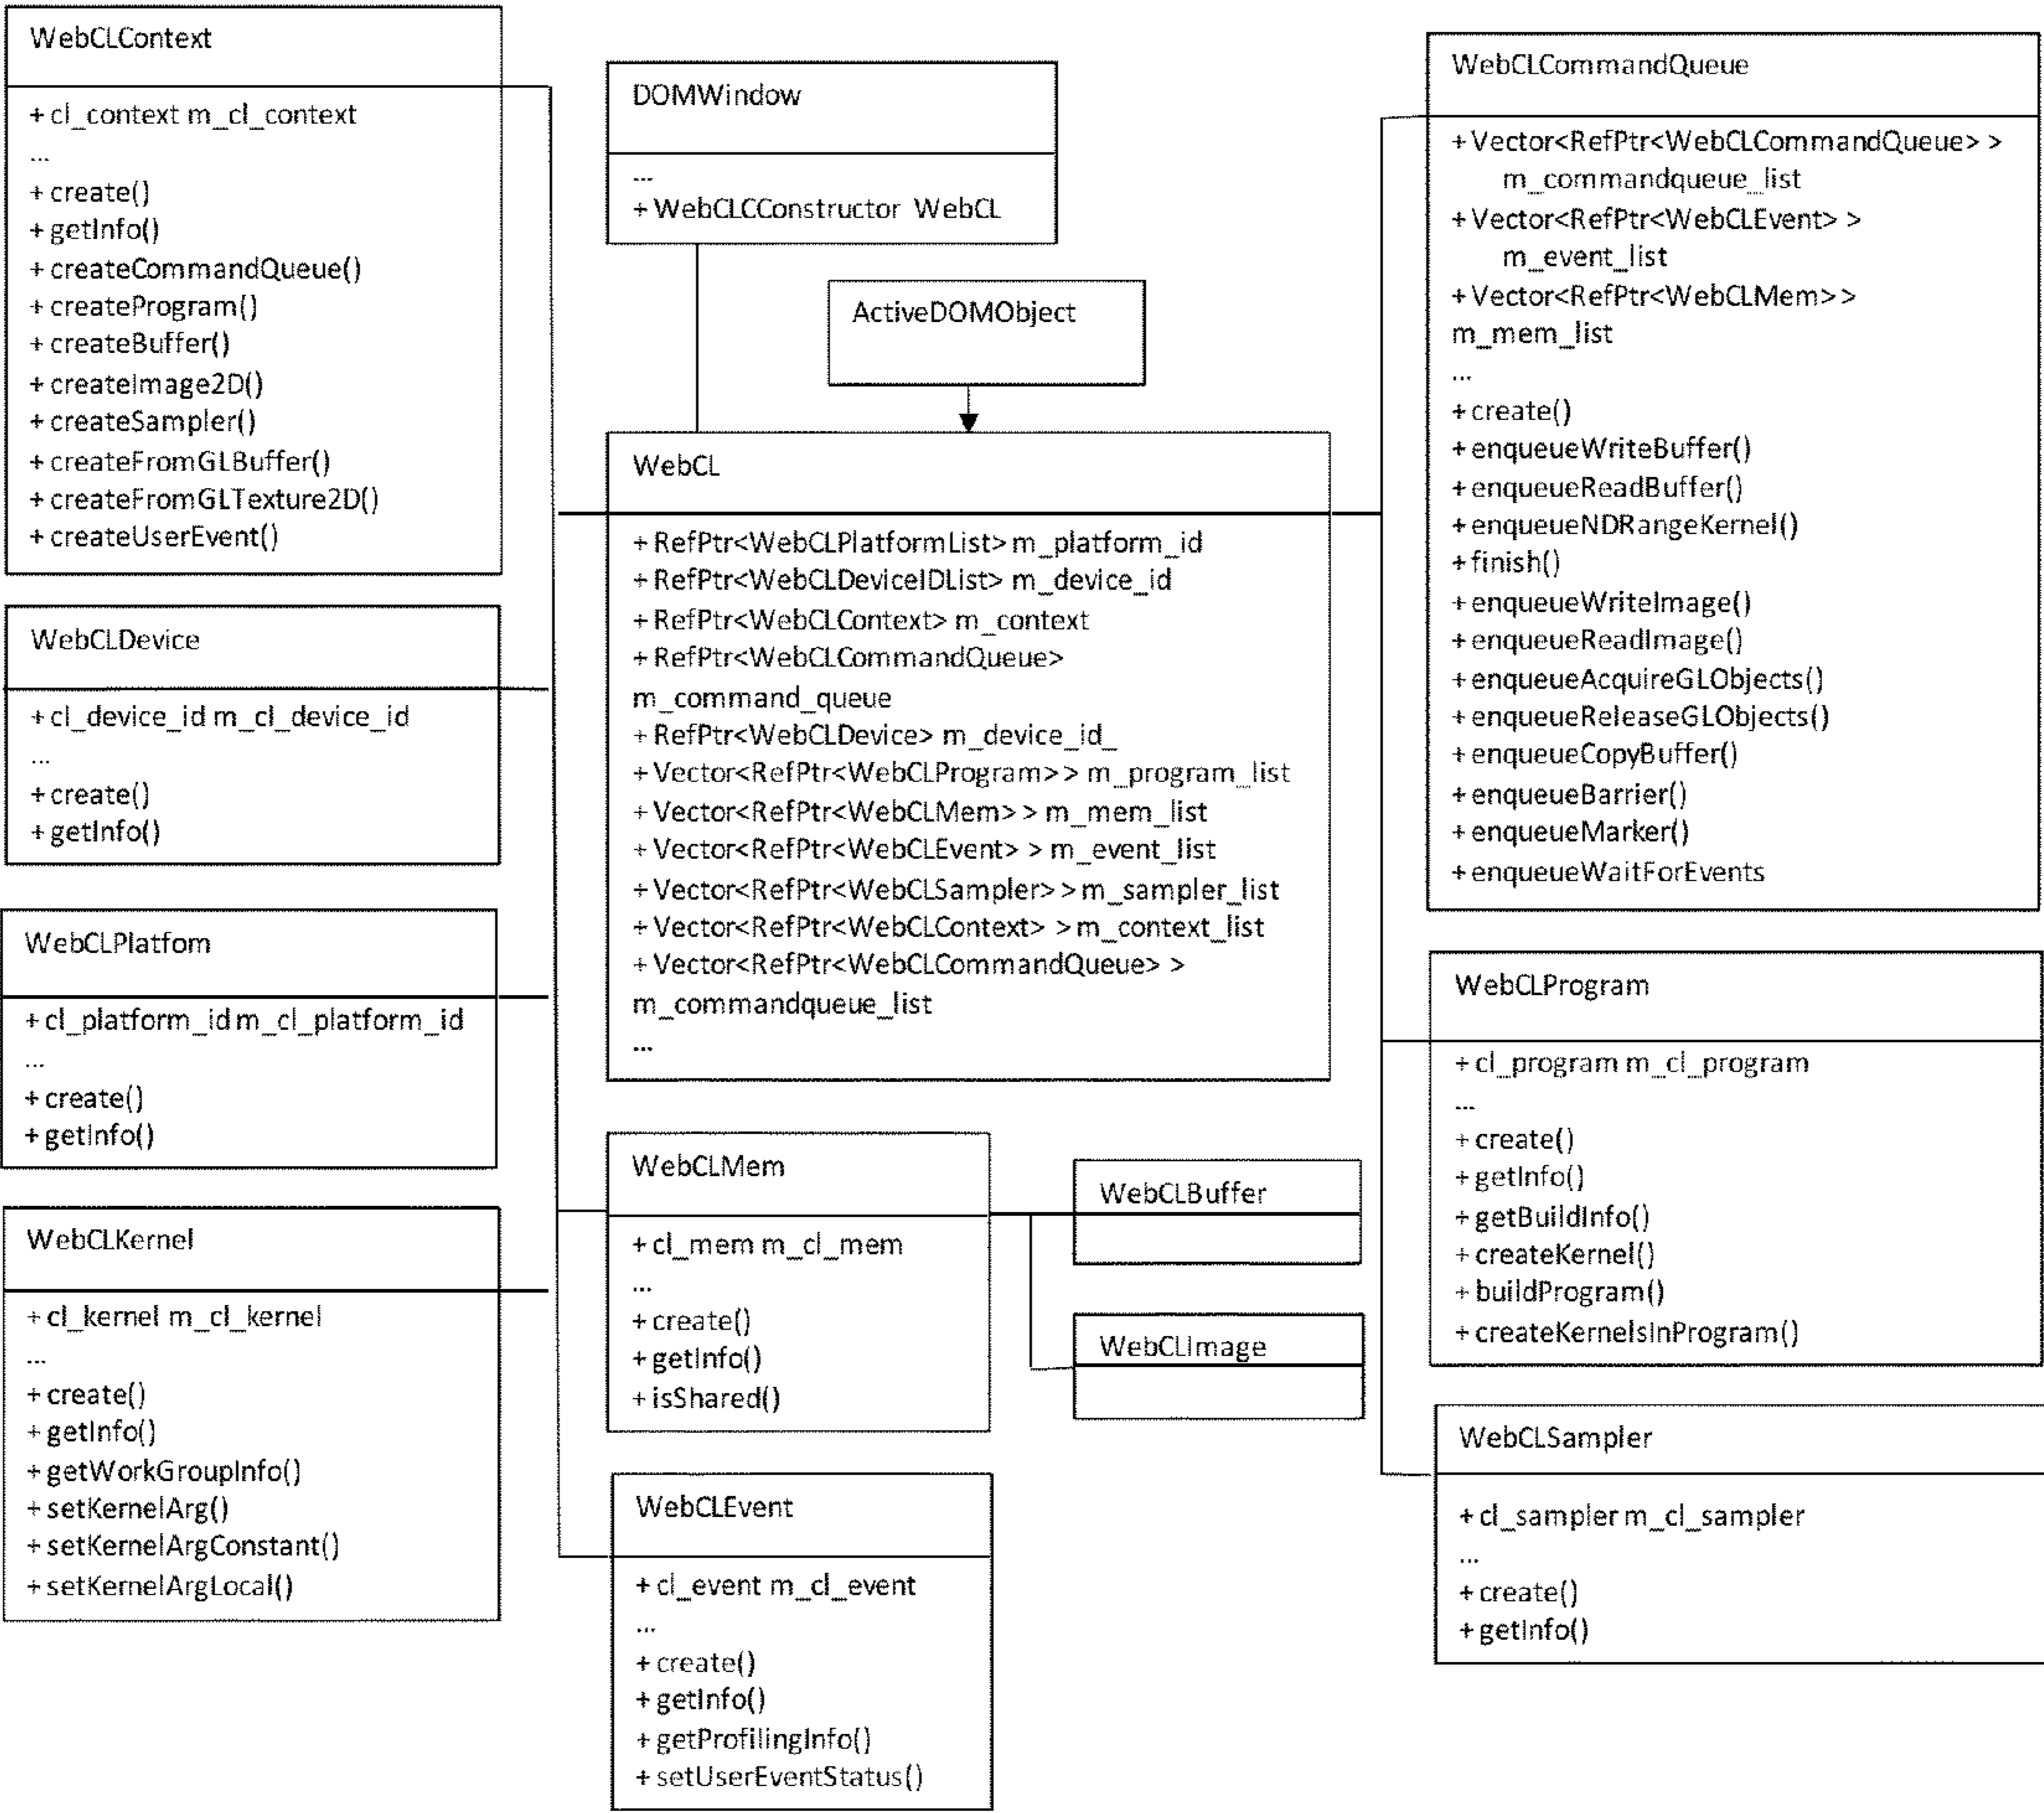 WebCLContext
+ cl_context m_cl_context
...
+ create()
+ getInfo()
+ createCommandQueue()
+ createProgram()
+ createBuffer()
+ createImage2D()
+ createSampler()
+ createFromGLBuffer()
+ createFromGLTexture2D()
+ createUserEvent()
WebCLDevice
+ cl_device_id m_cl_device_id
...
+ create()
+ getInfo()
WebCLPlatfom
+ cl_platform_id m_cl_platform_id
...
+ create()
+ getInfo()
WebCLKernel
+ cl_kernel m_cl_kernel
...
+ create()
+ getInfo()
+ getWorkGroupInfo()
+ setKernelArg()
+ setKernelArgConstant()
+ setKernelArgLocal()
DOMWindow
...
+ WebCLCConstructor WebCL
ActiveDOMObject
WebCL
+ RefPtr<WebCLPlatformList> m_platform_id
+ RefPtr<WebCLDeviceIDList> m_device_id
+ RefPtr<WebCLContext> m_context
+ RefPtr<WebCLCommandQueue>
m_command_queue
+ RefPtr<WebCLDevice> m_device_id_
+ Vector<RefPtr<WebCLProgram>> m_program_list
+ Vector<RefPtr<WebCLMem> > m_mem_list
+ Vector<RefPtr<WebCLEvent> > m_event_list
+ Vector<RefPtr<WebCLSampler>> m_sampler_list
+ Vector<RefPtr<WebCLContext> > m_context_list
+ Vector<RefPtr<WebCLCommandQueue> >
m_commandqueue_list
...
WebCLMem
+ cl_mem m_cl_mem
...
+ create()
+ getInfo()
+ isShared()
WebCLBuffer
WebCLImage
WebCLEvent
+ cl_event m_cl_event
...
+ create()
+ getInfo()
+ getProfilingInfo()
+ setUserEventStatus()
WebCLCommandQueue
+ Vector<RefPtr<WebCLCommandQueue> >
m_commandqueue_list
+ Vector<RefPtr<WebCLEvent> >
m_event_list
+ Vector<RefPtr<WebCLMem>>
m_mem_list
...
+ create()
+ enqueueWriteBuffer()
+ enqueueReadBuffer()
+ enqueueNDRangeKernel()
+ finish()
+ enqueueWriteImage()
+ enqueueReadImage()
+ enqueueAcquireGLObjects()
+ enqueueReleaseGLObjects()
+ enqueueCopyBuffer()
+ enqueueBarrier()
+ enqueueMarker()
+ enqueueWaitForEvents
WebCLProgram
+ cl_program m_cl_program
...
+ create()
+ getInfo()
+ getBuildInfo()
+ createKernel()
+ buildProgram()
+ createKernelsInProgram()
WebCLSampler
+ cl_sampler m_cl_sampler
...
+ create()
+ getInfo()